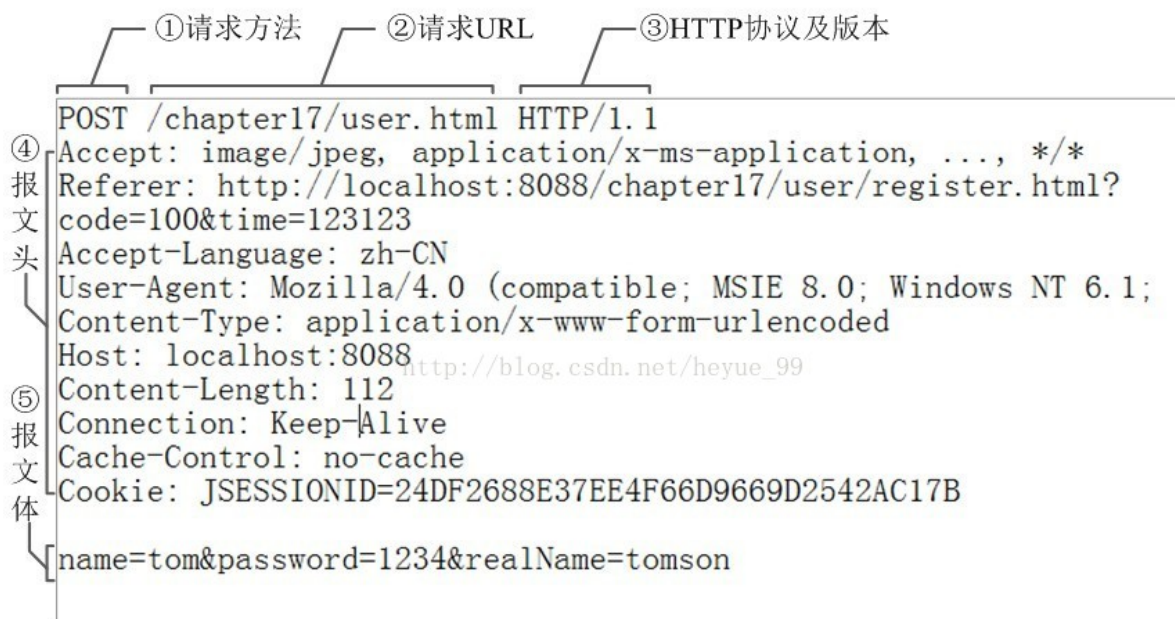 ①请求方法 ②请求URL ③HTTP协议及版本
POST /chapter17/user.html HTTP/1.1
④报文头
Accept: image/jpeg, application/x-ms-application, ..., */*
Referer: http://localhost:8088/chapter17/user/register.html?
code=100&time=123123
Accept-Language: zh-CN
User-Agent: Mozilla/4.0 (compatible; MSIE 8.0; Windows NT 6.1;
Content-Type: application/x-www-form-urlencoded
Host: localhost:8088
http://blog.csdn.net/heyue_99
Content-Length: 112
Connection: Keep-Alive
Cache-Control: no-cache
Cookie: JSESSIONID=24DF2688E37EE4F66D9669D2542AC17B
⑤报文体
name=tom&password=1234&realName=tomson